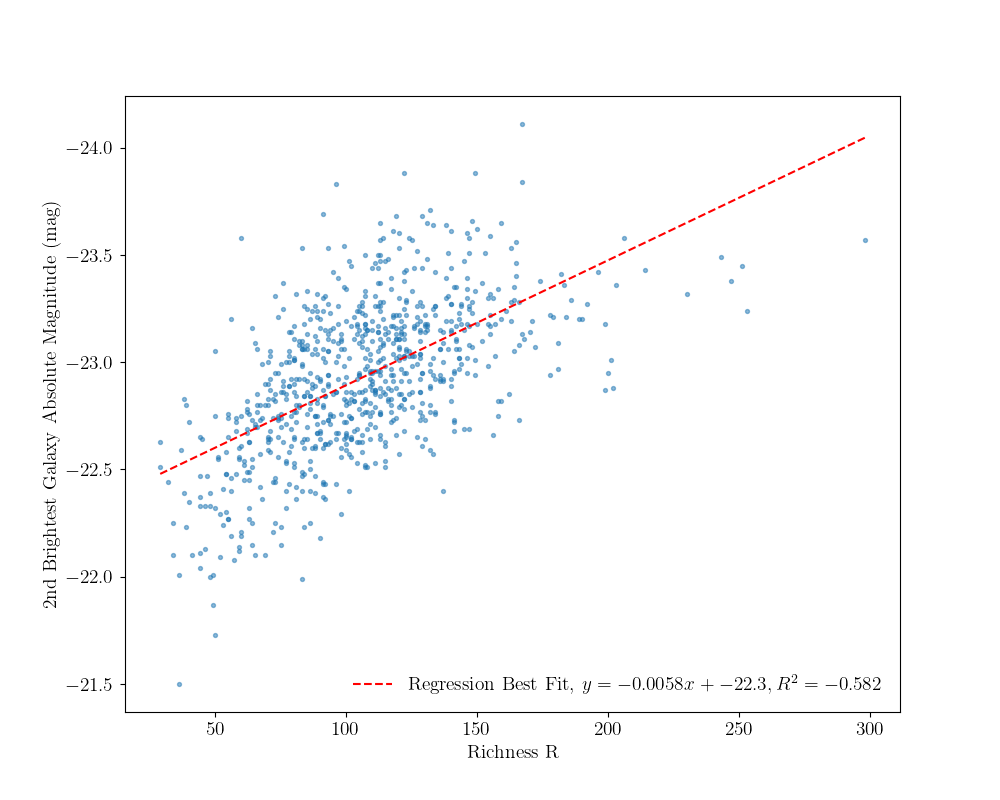 2nd Brightest Galaxy Absolute Magnitude (mag)
−24.0
−23.5
−23.0
−22.5
−22.0
−21.5
Regression Best Fit, y = −0.0058x + −22.3, R² = −0.582
50 100 150 200 250 300
Richness R